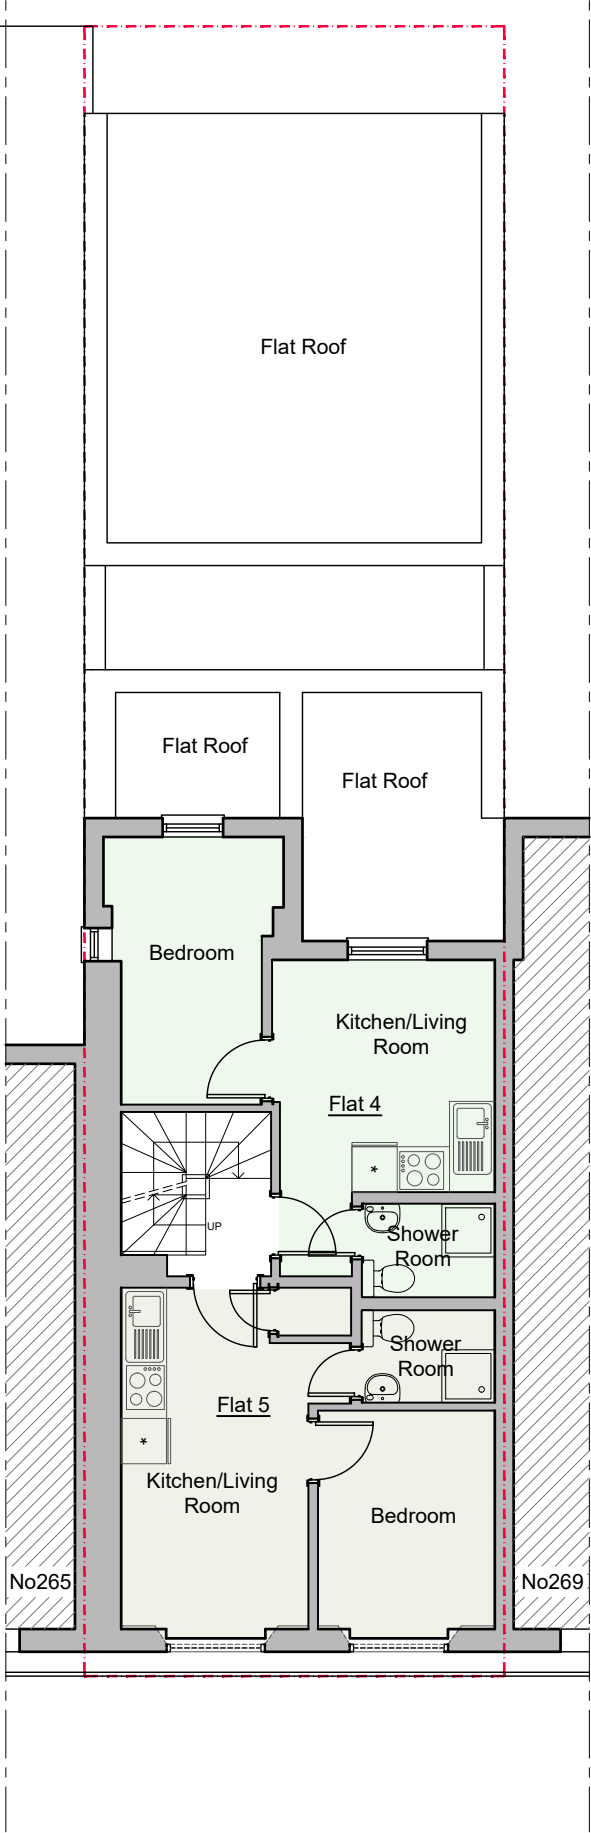 Flat Roof
Flat Roof
Flat Roof
Bedroom
Kitchen/Living
Room
Flat 4
*
UP
Shower
Room
Shower
Room
Flat 5
*
Kitchen/Living
Room
Bedroom
No265
No269